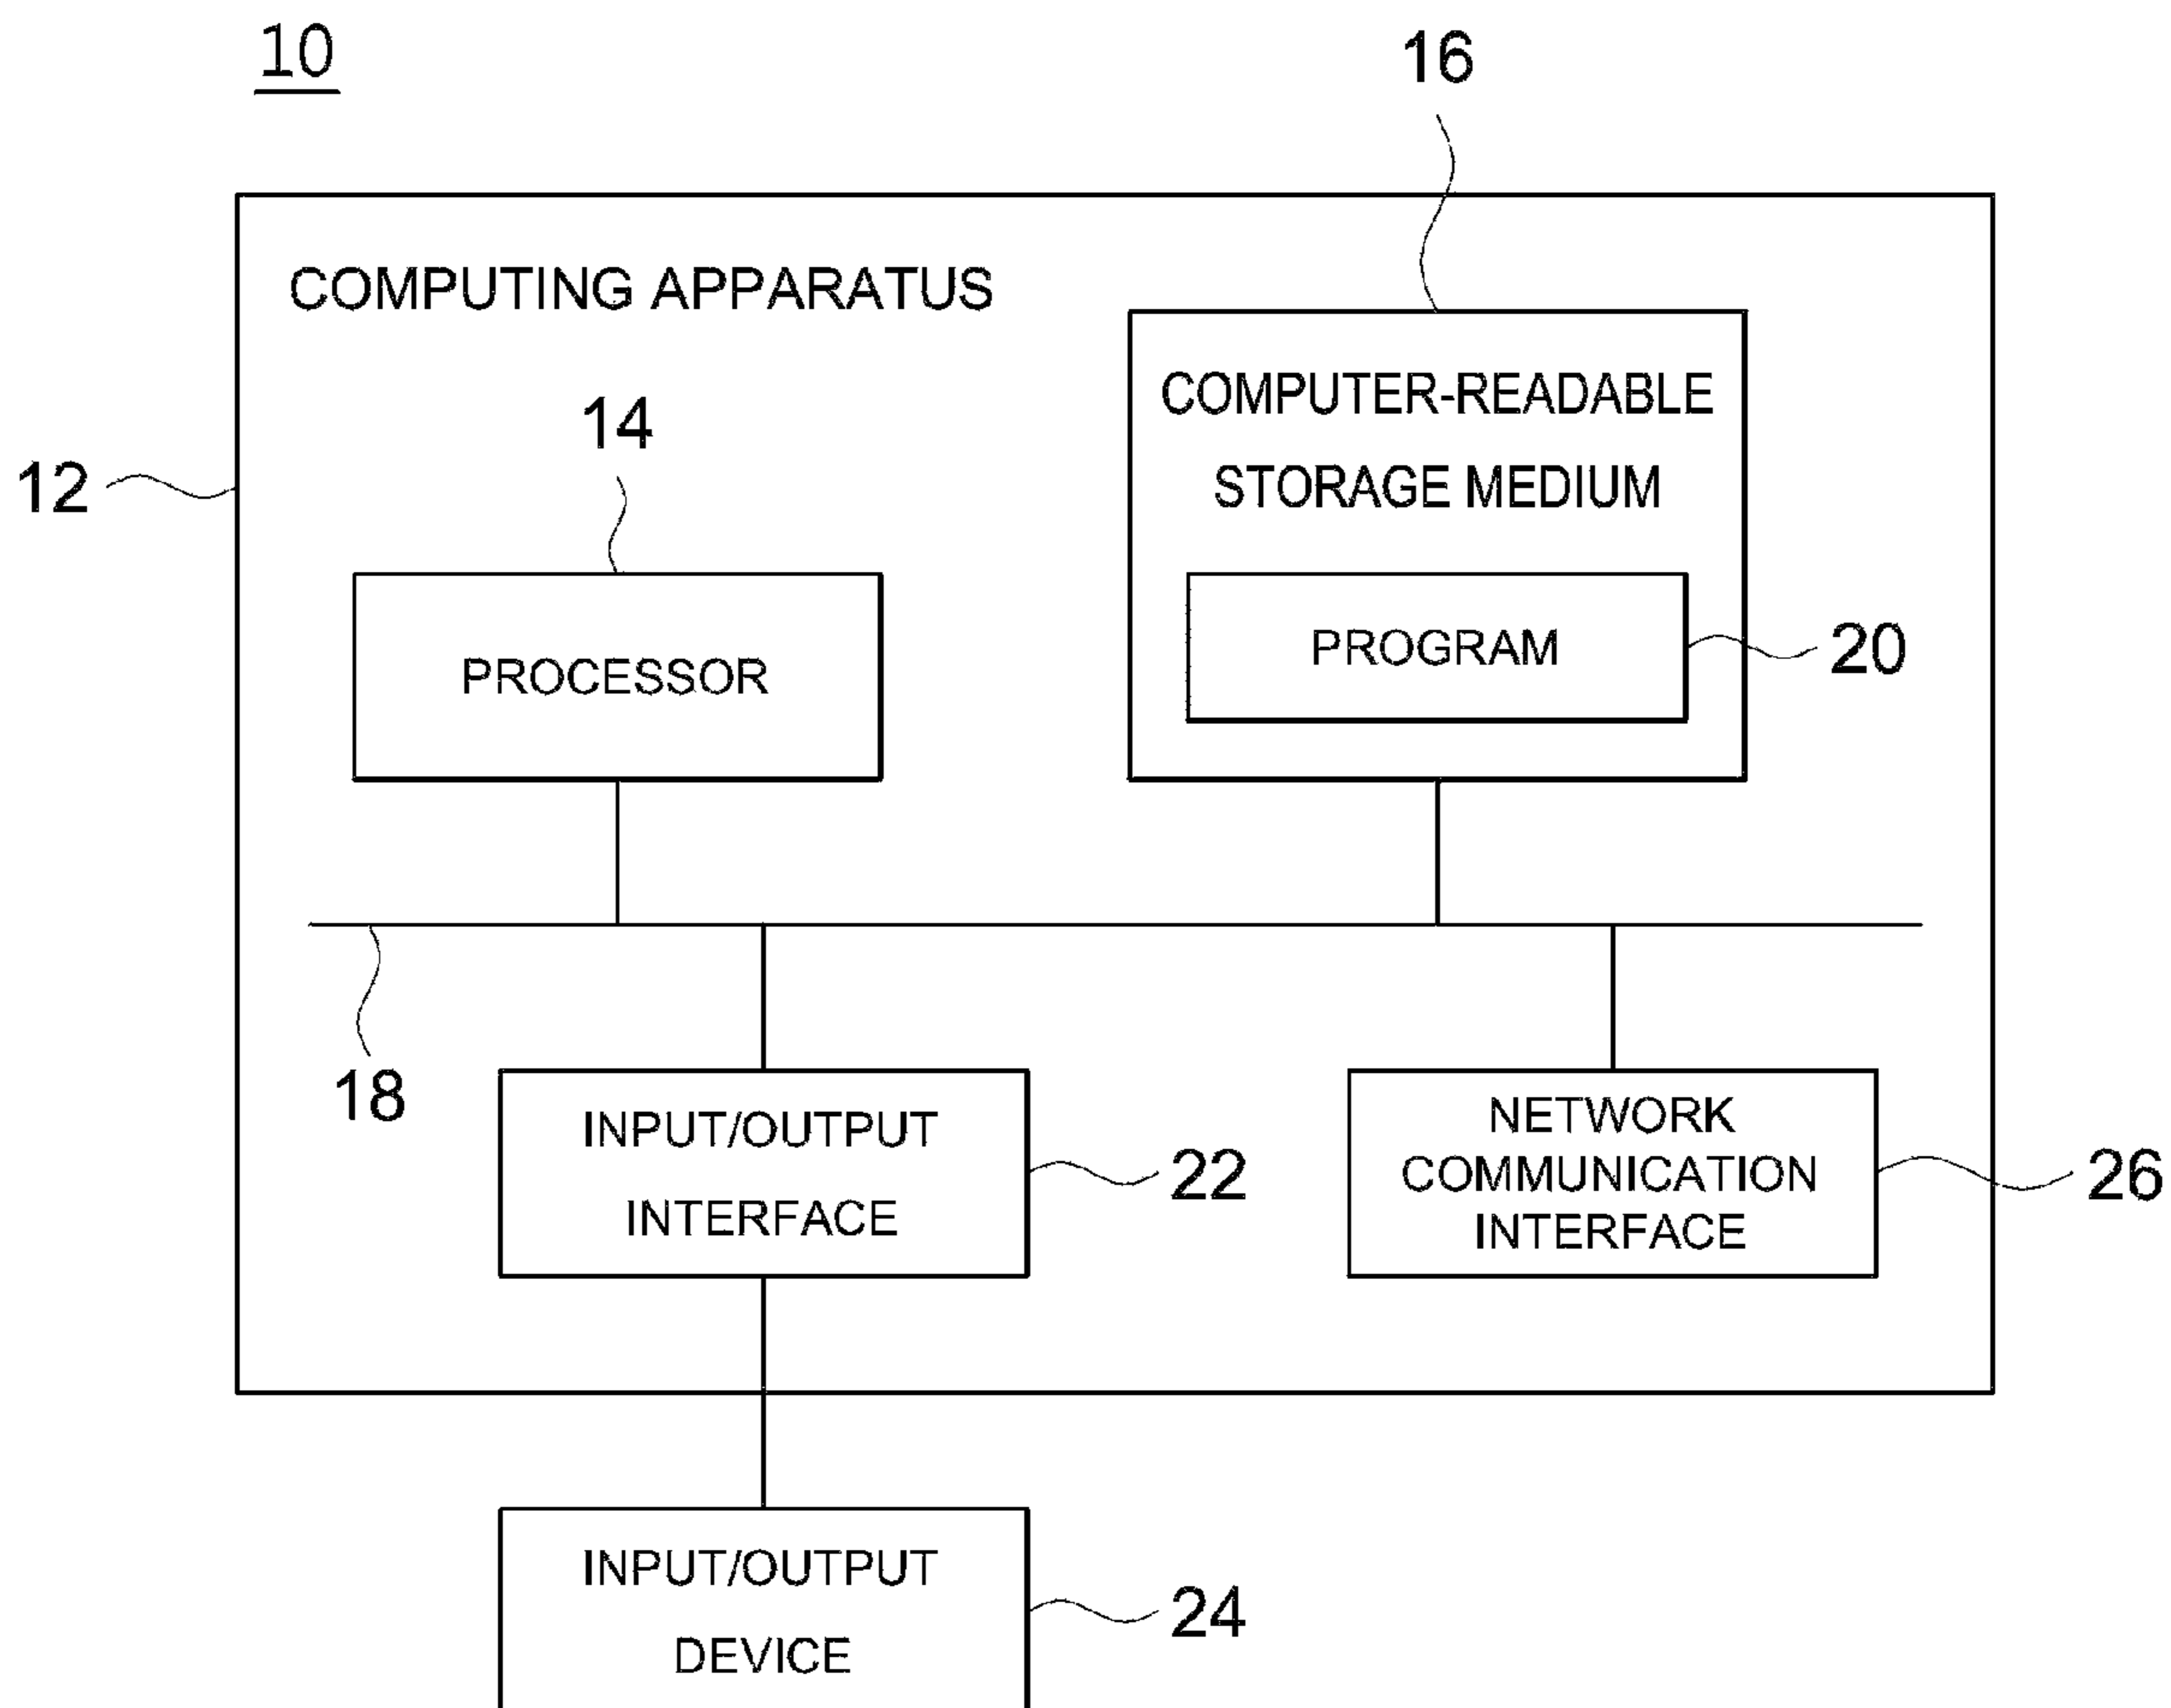 10
16
COMPUTING APPARATUS
COMPUTER-READABLE
STORAGE MEDIUM
14
12
PROGRAM
20
PROCESSOR
18
INPUT/OUTPUT
INTERFACE
22
NETWORK
COMMUNICATION
INTERFACE
26
INPUT/OUTPUT
DEVICE
24